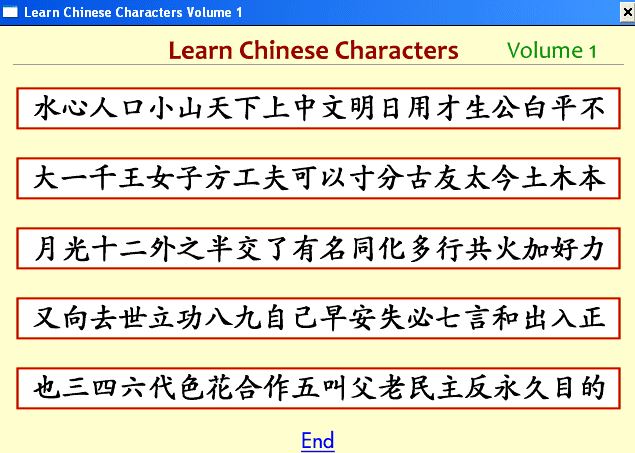 Learn Chinese Characters Volume 1
Learn Chinese Characters Volume 1
水心人口小山天下上中文明日用才生公白平不
大一千王女子方工夫可以寸分古友太今土木本
月光十二外之半交了有名同化多行共火加好力
又向去世立功八九自己早安失必七言和出入正
也三四六代色花合作五叫父老民主反永久目的
End